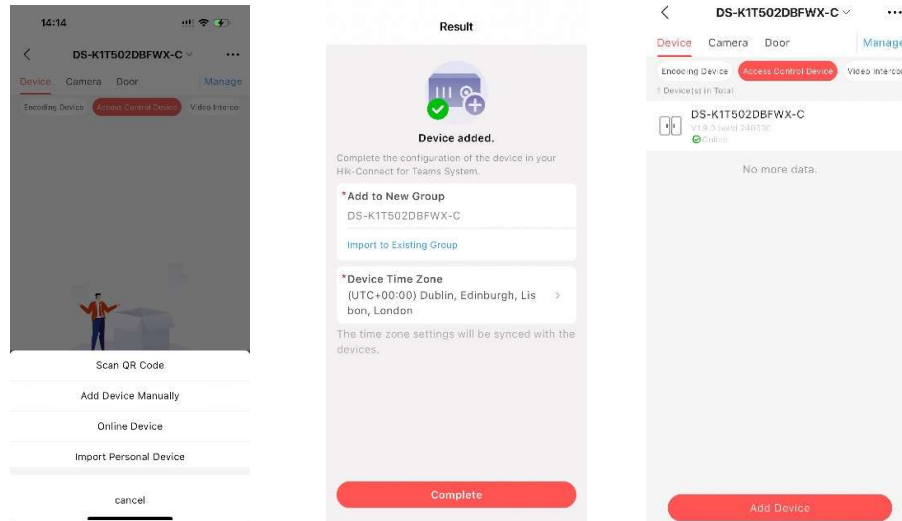 14:14
DS-K1T502DBFWX-C
Device Camera Door Manage
Encoding Device Access Control Device Video Interco
Scan QR Code
Add Device Manually
Online Device
Import Personal Device
cancel
Result
Device added.
Complete the configuration of the device in your
Hik-Connect for Teams System.
*Add to New Group
DS-K1T502DBFWX-C
Import to Existing Group
*Device Time Zone
(UTC+00:00) Dublin, Edinburgh, Lis
bon, London
The time zone settings will be synced with the
devices.
Complete
DS-K1T502DBFWX-C
Device Camera Door Manage
Encoding Device Access Control Device Video Interco
1 Device(s) in Total
DS-K1T502DBFWX-C
V1.9.0 build
Online
No more data.
Add Device